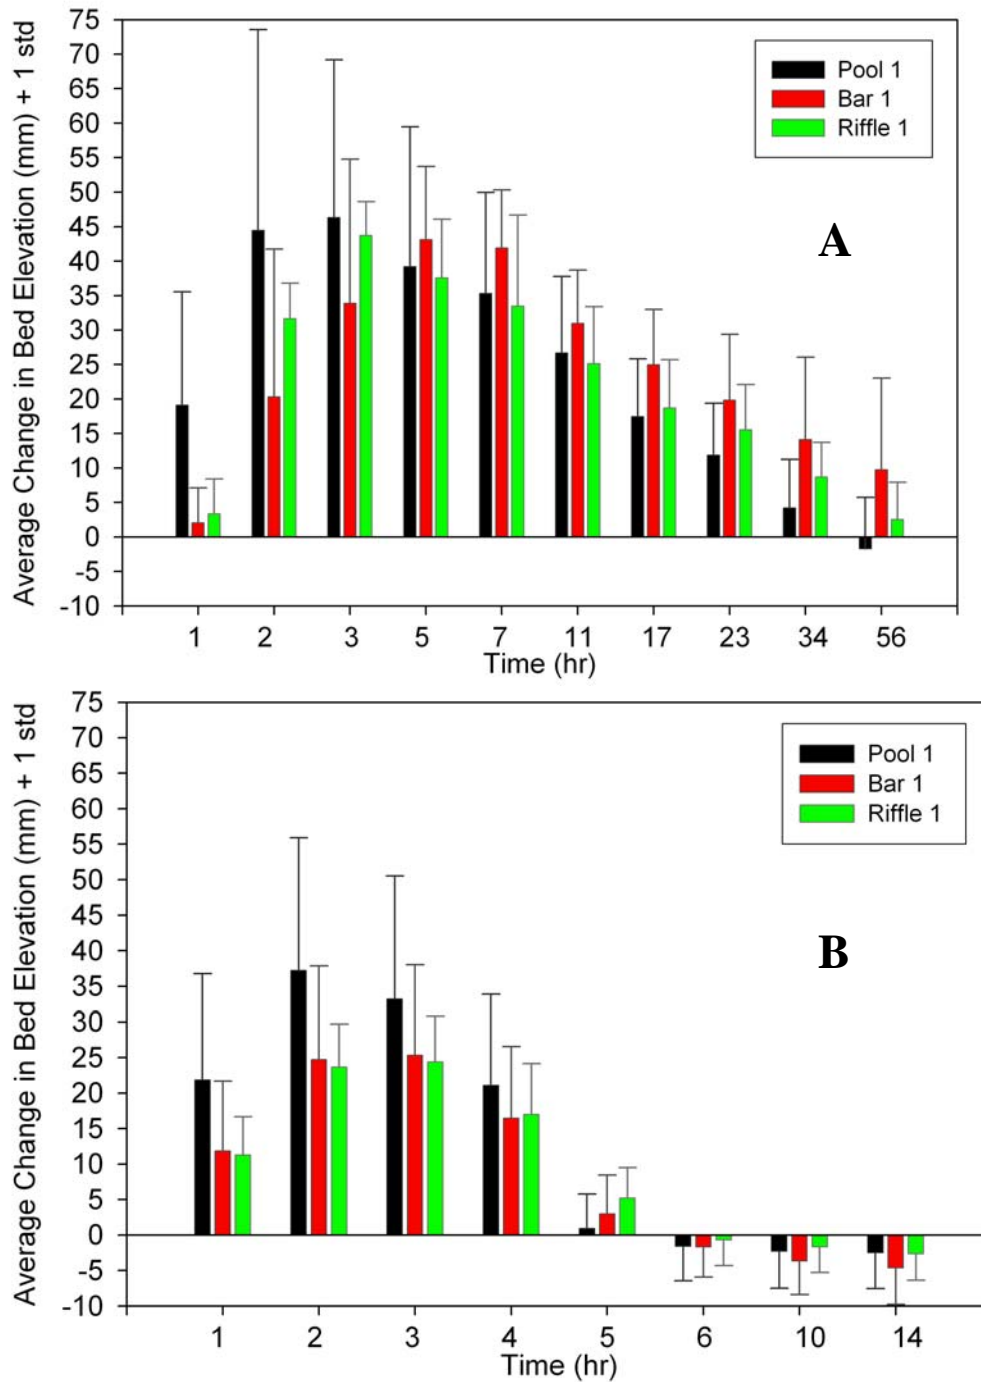 Average Change in Bed Elevation (mm) + 1 std
75
70
65
60
55
50
45
40
35
30
25
20
15
10
5
0
-5
-10
Pool 1
Bar 1
Riffle 1
A
1 2 3 5 7 11 17 23 34 56
Time (hr)
Average Change in Bed Elevation (mm) + 1 std
75
70
65
60
55
50
45
40
35
30
25
20
15
10
5
0
-5
-10
Pool 1
Bar 1
Riffle 1
B
1 2 3 4 5 6 10 14
Time (hr)